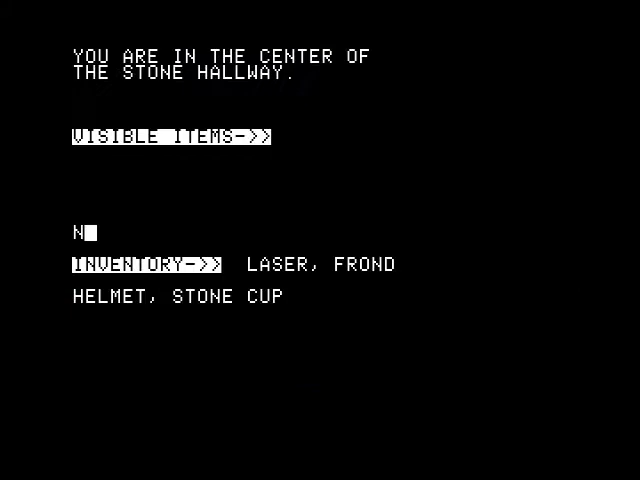 YOU ARE IN THE CENTER OF
THE STONE HALLWAY.
VISIBLE ITEMS->>
N
INVENTORY->> LASER, FROND
HELMET, STONE CUP